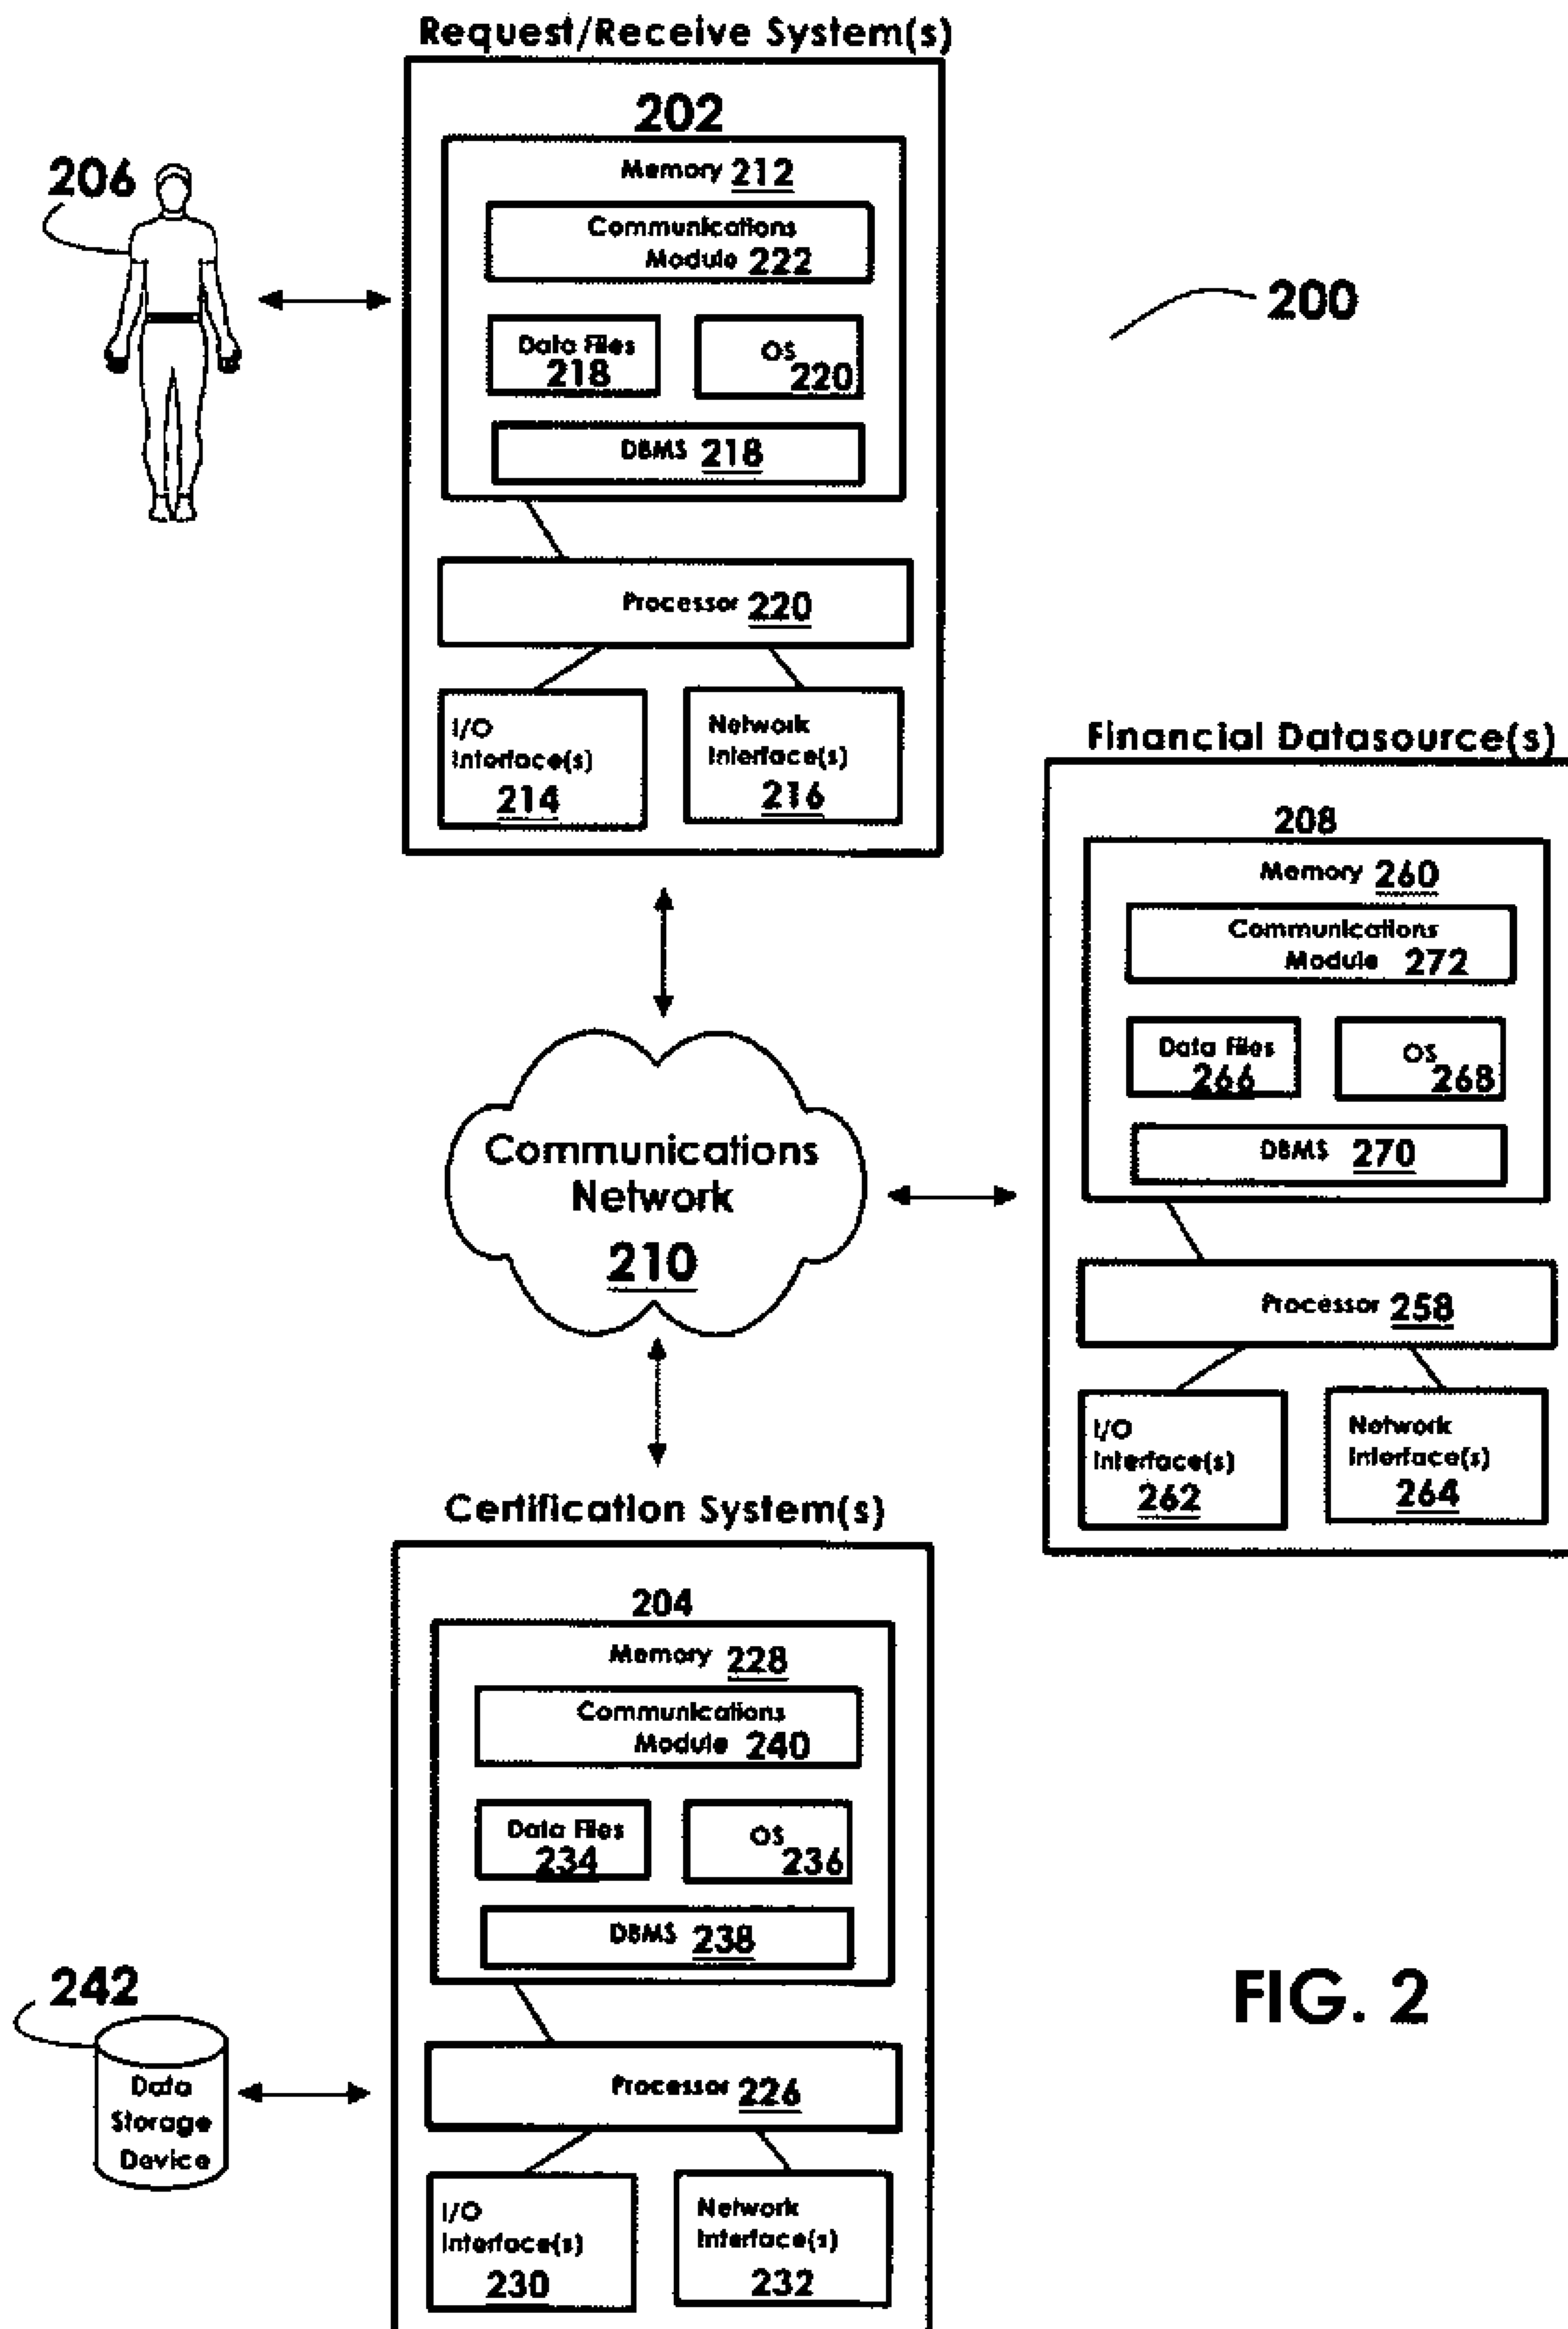 Request/Receive System(s)
202
Memory 212
Communications
Module 222
Data Files
218
OS
220
DBMS 218
Processor 220
I/O
Interface(s)
214
Network
Interface(s)
216
206
200
Financial Datasource(s)
208
Memory 260
Communications
Module 272
Data Files
266
OS
268
DBMS 270
Processor 258
I/O
Interface(s)
262
Network
Interface(s)
264
Communications
Network
210
Certification System(s)
204
Memory 228
Communications
Module 240
Data Files
234
OS
236
DBMS 238
Processor 226
I/O
Interface(s)
230
Network
Interface(s)
232
242
Data
Storage
Device
FIG. 2